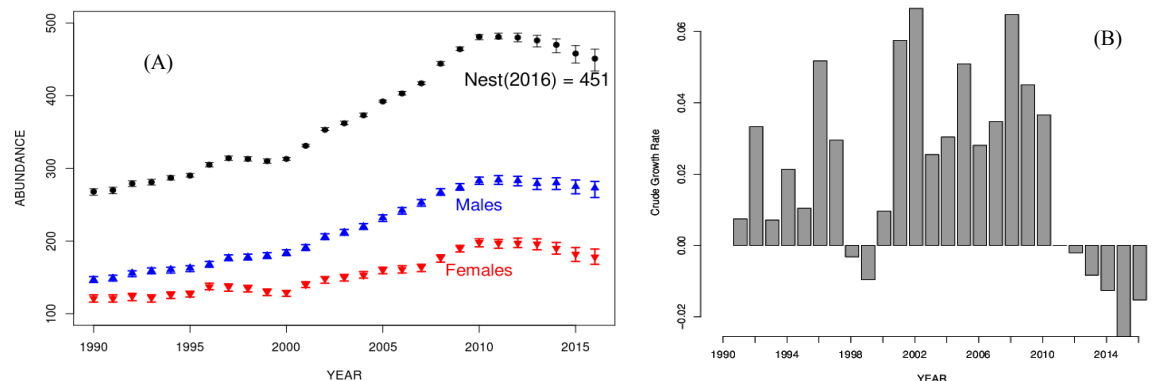 (A)
500
400
300
200
100
ABUNDANCE
Nest(2016) = 451
Males
Females
1990 1995 2000 2005 2010 2015
YEAR
(B)
0.06
0.04
0.02
0.00
−0.02
Crude Growth Rate
1990 1994 1998 2002 2006 2010 2014
YEAR